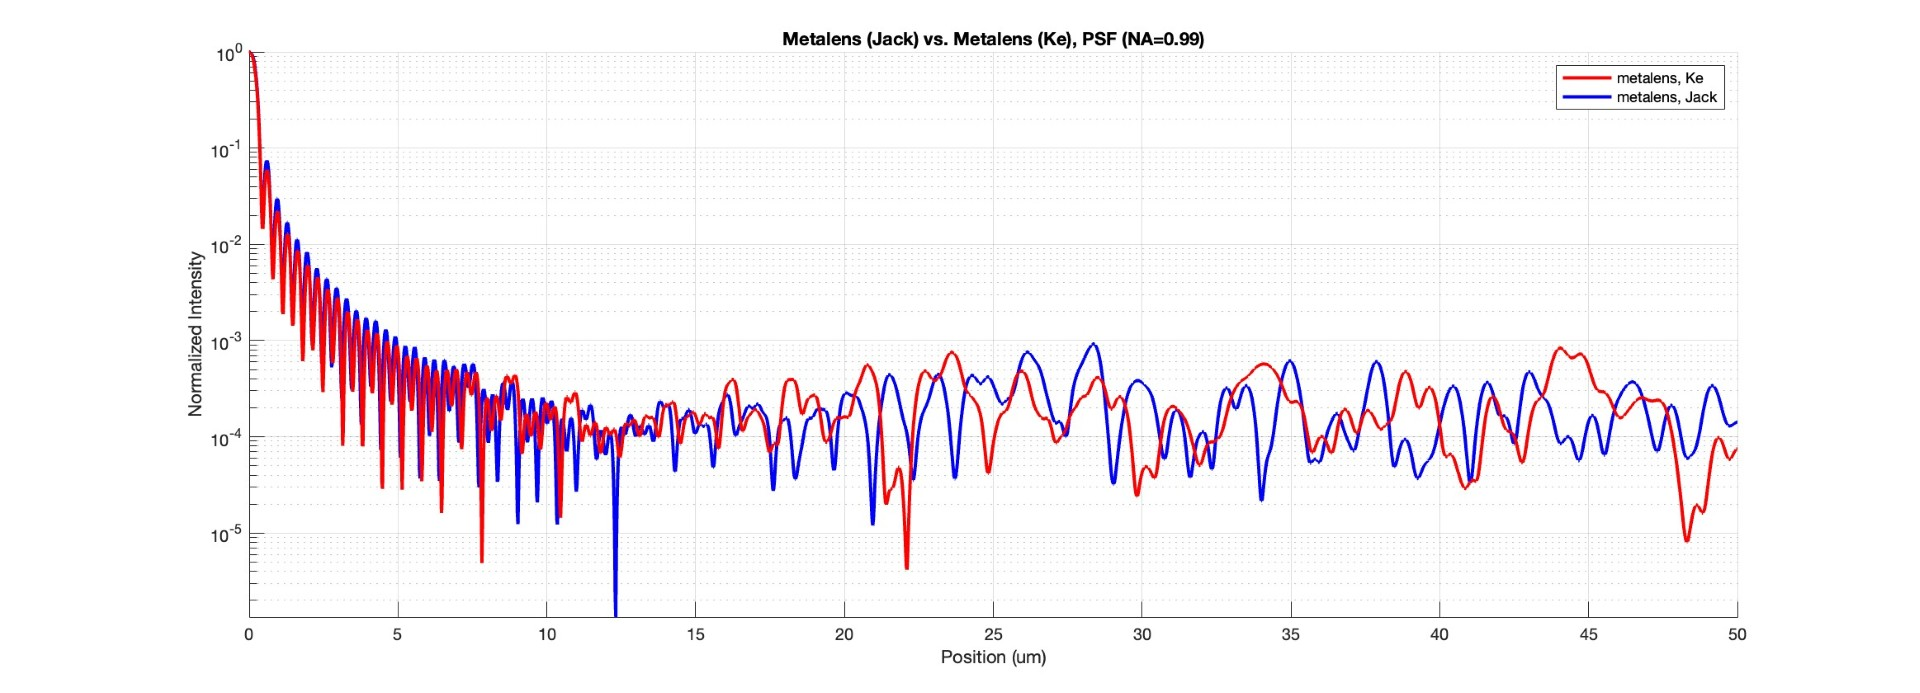 Metalens (Jack) vs. Metalens (Ke), PSF (NA=0.99)
metalens, Ke
metalens, Jack
Normalized Intensity
10^0
10^-1
10^-2
10^-3
10^-4
10^-5
0 5 10 15 20 25 30 35 40 45 50
Position (um)